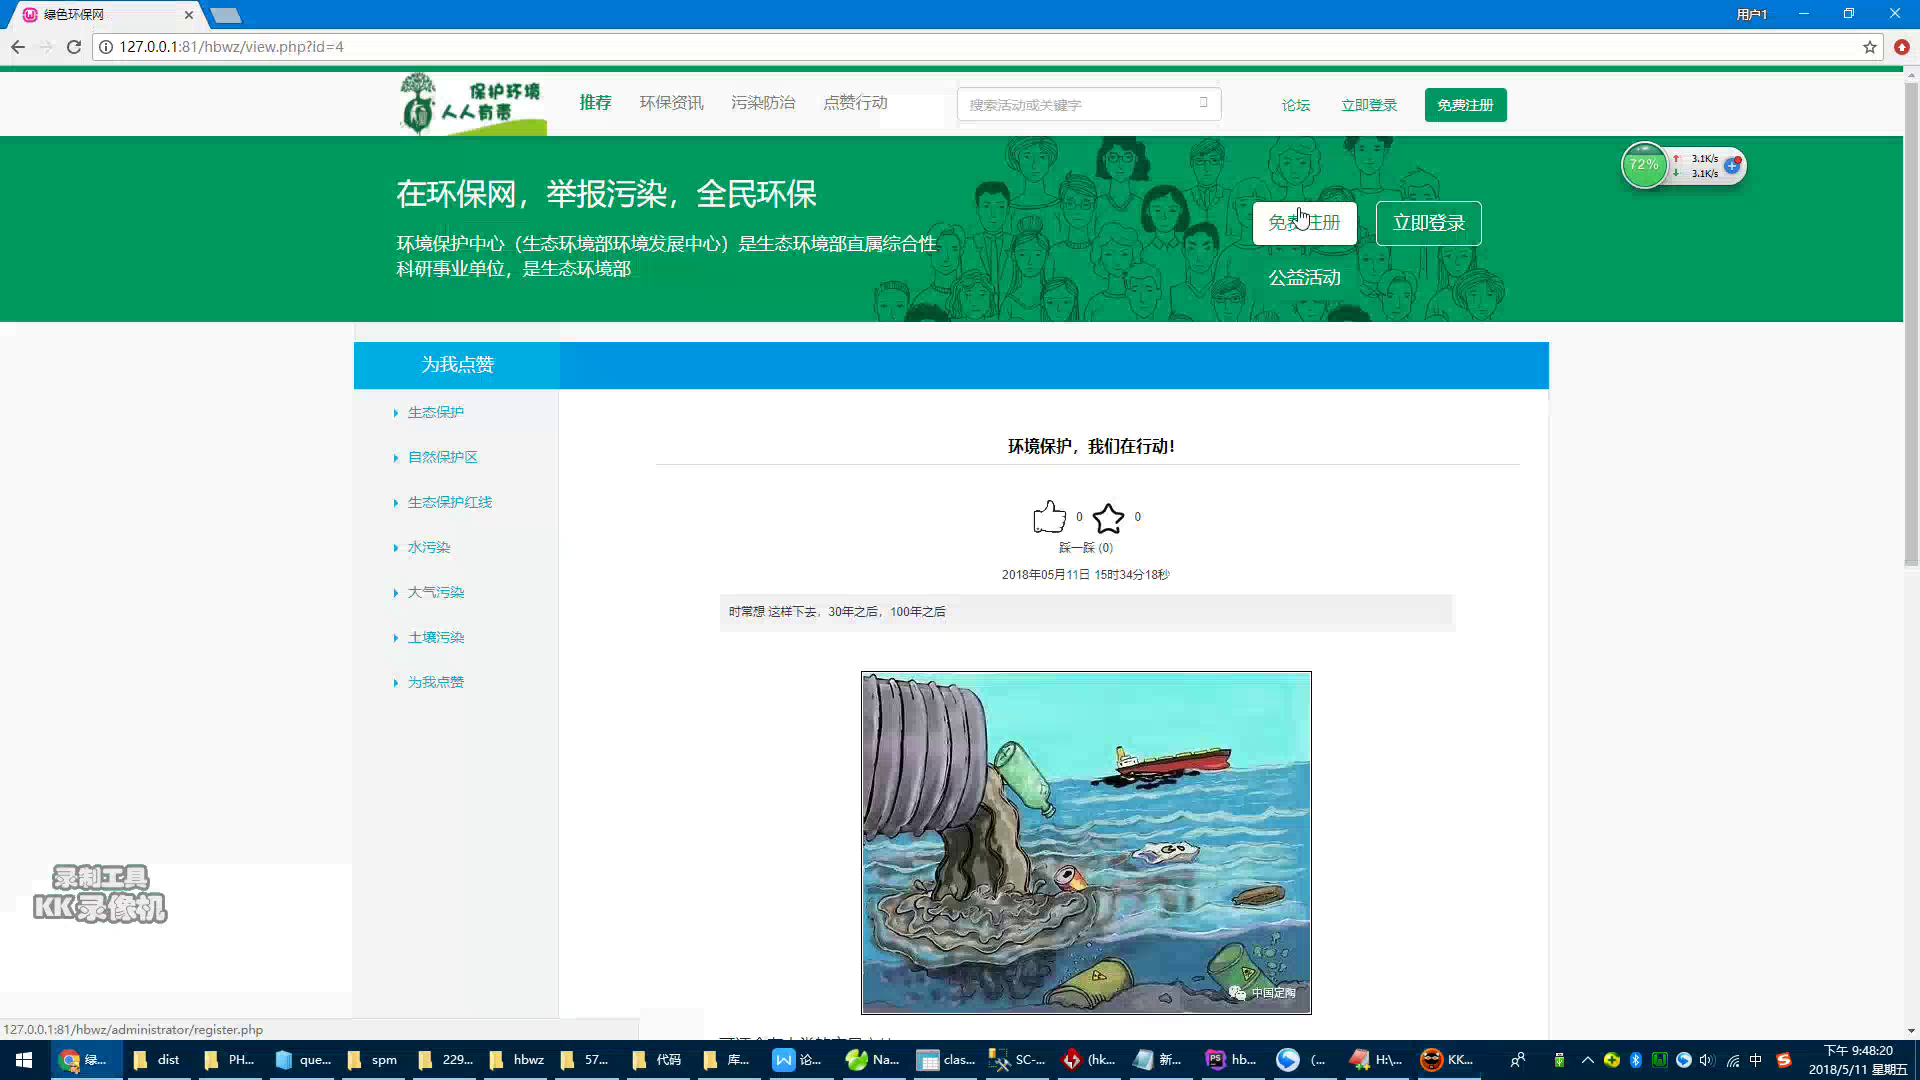 绿色环保网
用户1
127.0.0.1:81/hbwz/view.php?id=4
保护环境
人人有责
推荐
环保资讯
污染防治
点赞行动
搜索活动或关键字
论坛
立即登录
免费注册
72%
3.1K/s
3.1K/s
在环保网，举报污染，全民环保
环境保护中心（生态环境部环境发展中心）是生态环境部直属综合性
科研事业单位，是生态环境部
免费注册
立即登录
公益活动
为我点赞
生态保护
自然保护区
生态保护红线
水污染
大气污染
土壤污染
为我点赞
环境保护，我们在行动！
0
0
踩一踩 (0)
2018年05月11日 15时34分18秒
时常想 这样下去，30年之后，100年之后
中国定陶
录制工具
KK录像机
127.0.0.1:81/hbwz/administrator/register.php
绿...
dist
PH...
que...
spm
229...
hbwz
57...
代码
库...
论...
Na...
clas...
SC-...
(hk...
新...
hb...
(...
H:\...
KK...
中
下午 9:48:20
2018/5/11 星期五